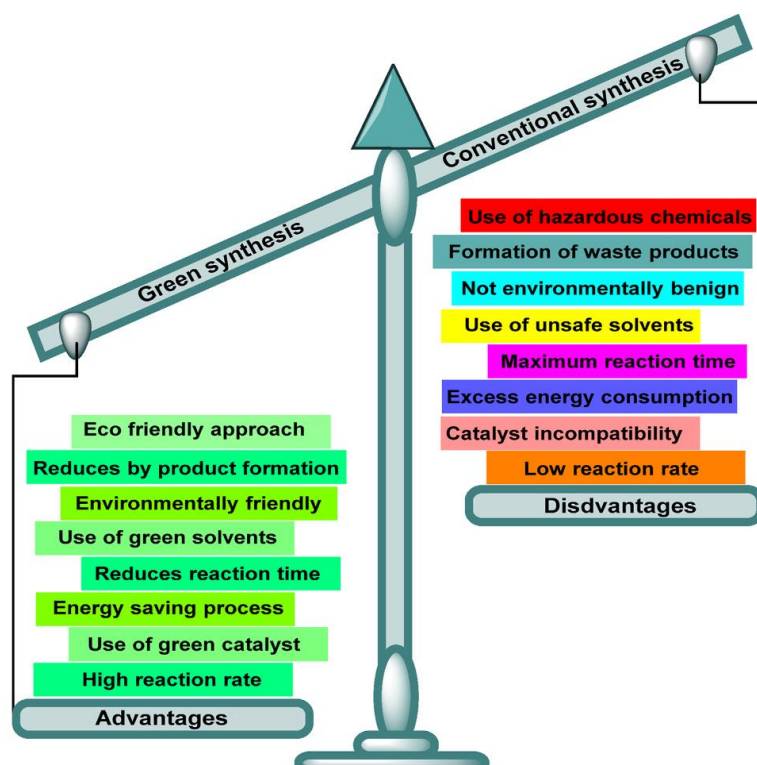 Conventional synthesis
Green synthesis
Use of hazardous chemicals
Formation of waste products
Not environmentally benign
Use of unsafe solvents
Maximum reaction time
Excess energy consumption
Catalyst incompatibility
Low reaction rate
Disdvantages
Eco friendly approach
Reduces by product formation
Environmentally friendly
Use of green solvents
Reduces reaction time
Energy saving process
Use of green catalyst
High reaction rate
Advantages